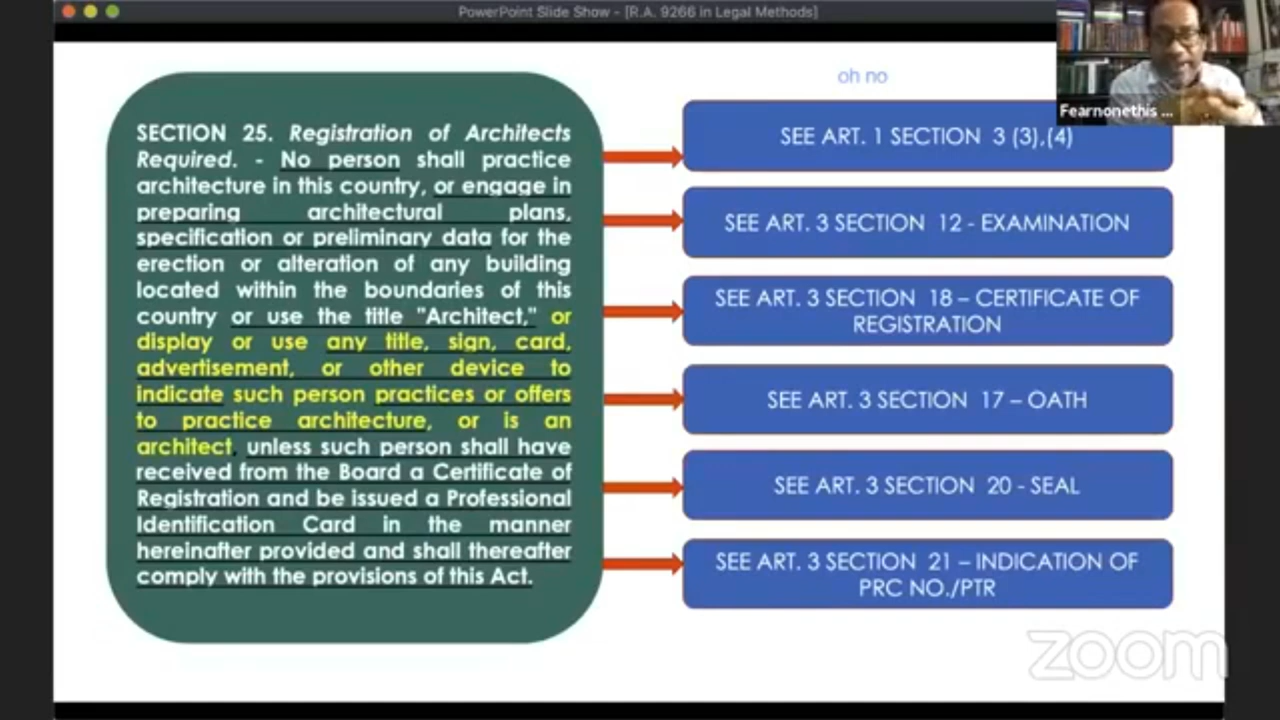 PowerPoint Slide Show - [R.A. 9266 in Legal Methods]
Fearnonethis ...
oh no
SECTION 25. Registration of Architects
Required. - No person shall practice
architecture in this country, or engage in
preparing architectural plans,
specification or preliminary data for the
erection or alteration of any building
located within the boundaries of this
country or use the title "Architect," or
display or use any title, sign, card,
advertisement, or other device to
indicate such person practices or offers
to practice architecture, or is an
architect, unless such person shall have
received from the Board a Certificate of
Registration and be issued a Professional
Identification Card in the manner
hereinafter provided and shall thereafter
comply with the provisions of this Act.
SEE ART. 1 SECTION 3 (3),(4)
SEE ART. 3 SECTION 12 - EXAMINATION
SEE ART. 3 SECTION 18 – CERTIFICATE OF
REGISTRATION
SEE ART. 3 SECTION 17 – OATH
SEE ART. 3 SECTION 20 - SEAL
SEE ART. 3 SECTION 21 – INDICATION OF
PRC NO./PTR
zoom